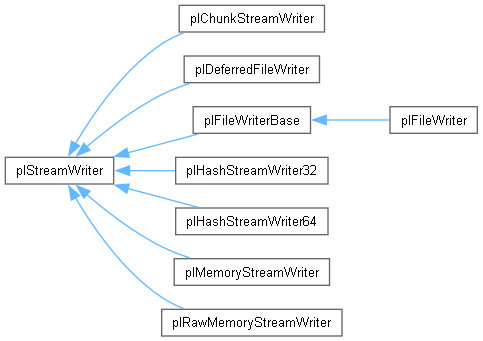 plChunkStreamWriter
plDeferredFileWriter
plFileWriterBase
plFileWriter
plStreamWriter
plHashStreamWriter32
plHashStreamWriter64
plMemoryStreamWriter
plRawMemoryStreamWriter